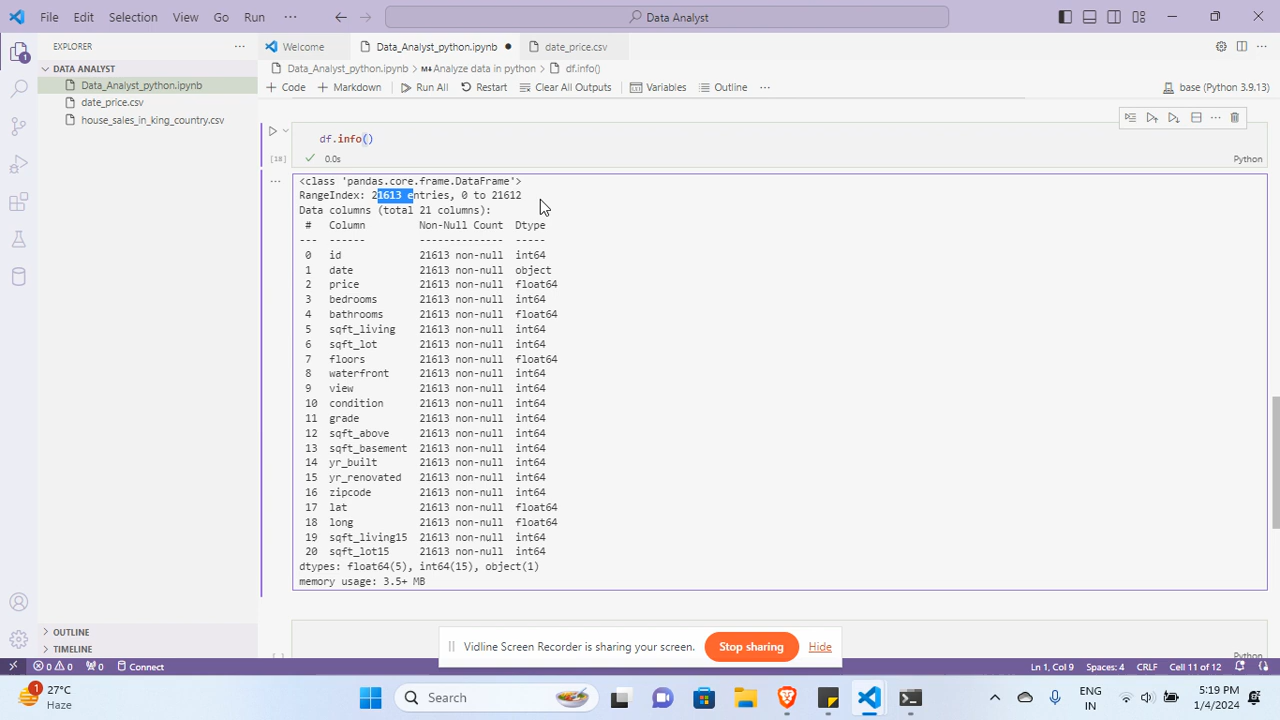 File Edit Selection View Go Run ··· Data Analyst
EXPLORER ···
Welcome Data_Analyst_python.ipynb date_price.csv
DATA ANALYST
Data_Analyst_python.ipynb > Analyze data in python > df.info()
Data_Analyst_python.ipynb
+ Code + Markdown Run All Restart Clear All Outputs Variables Outline ··· base (Python 3.9.13)
date_price.csv
house_sales_in_king_country.csv
df.info()
[18] 0.0s Python
<class 'pandas.core.frame.DataFrame'>
RangeIndex: 21613 entries, 0 to 21612
Data columns (total 21 columns):
# Column Non-Null Count Dtype
--- ------ -------------- -----
0 id 21613 non-null int64
1 date 21613 non-null object
2 price 21613 non-null float64
3 bedrooms 21613 non-null int64
4 bathrooms 21613 non-null float64
5 sqft_living 21613 non-null int64
6 sqft_lot 21613 non-null int64
7 floors 21613 non-null float64
8 waterfront 21613 non-null int64
9 view 21613 non-null int64
10 condition 21613 non-null int64
11 grade 21613 non-null int64
12 sqft_above 21613 non-null int64
13 sqft_basement 21613 non-null int64
14 yr_built 21613 non-null int64
15 yr_renovated 21613 non-null int64
16 zipcode 21613 non-null int64
17 lat 21613 non-null float64
18 long 21613 non-null float64
19 sqft_living15 21613 non-null int64
20 sqft_lot15 21613 non-null int64
dtypes: float64(5), int64(15), object(1)
memory usage: 3.5+ MB
OUTLINE
TIMELINE
Vidline Screen Recorder is sharing your screen. Stop sharing Hide
0 0 0 Connect Ln 1, Col 9 Spaces: 4 CRLF Cell 11 of 12
1 27°C
Haze
Search
ENG
IN
5:19 PM
1/4/2024